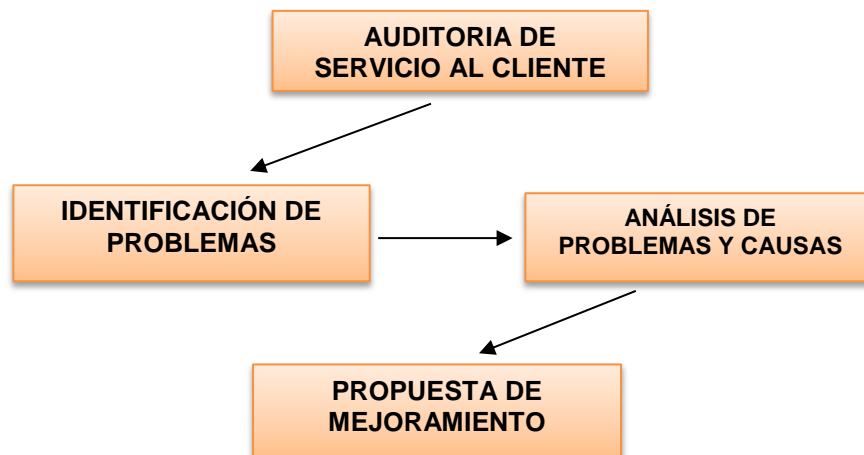 AUDITORIA DE
SERVICIO AL CLIENTE
IDENTIFICACIÓN DE
PROBLEMAS
ANÁLISIS DE
PROBLEMAS Y CAUSAS
PROPUESTA DE
MEJORAMIENTO